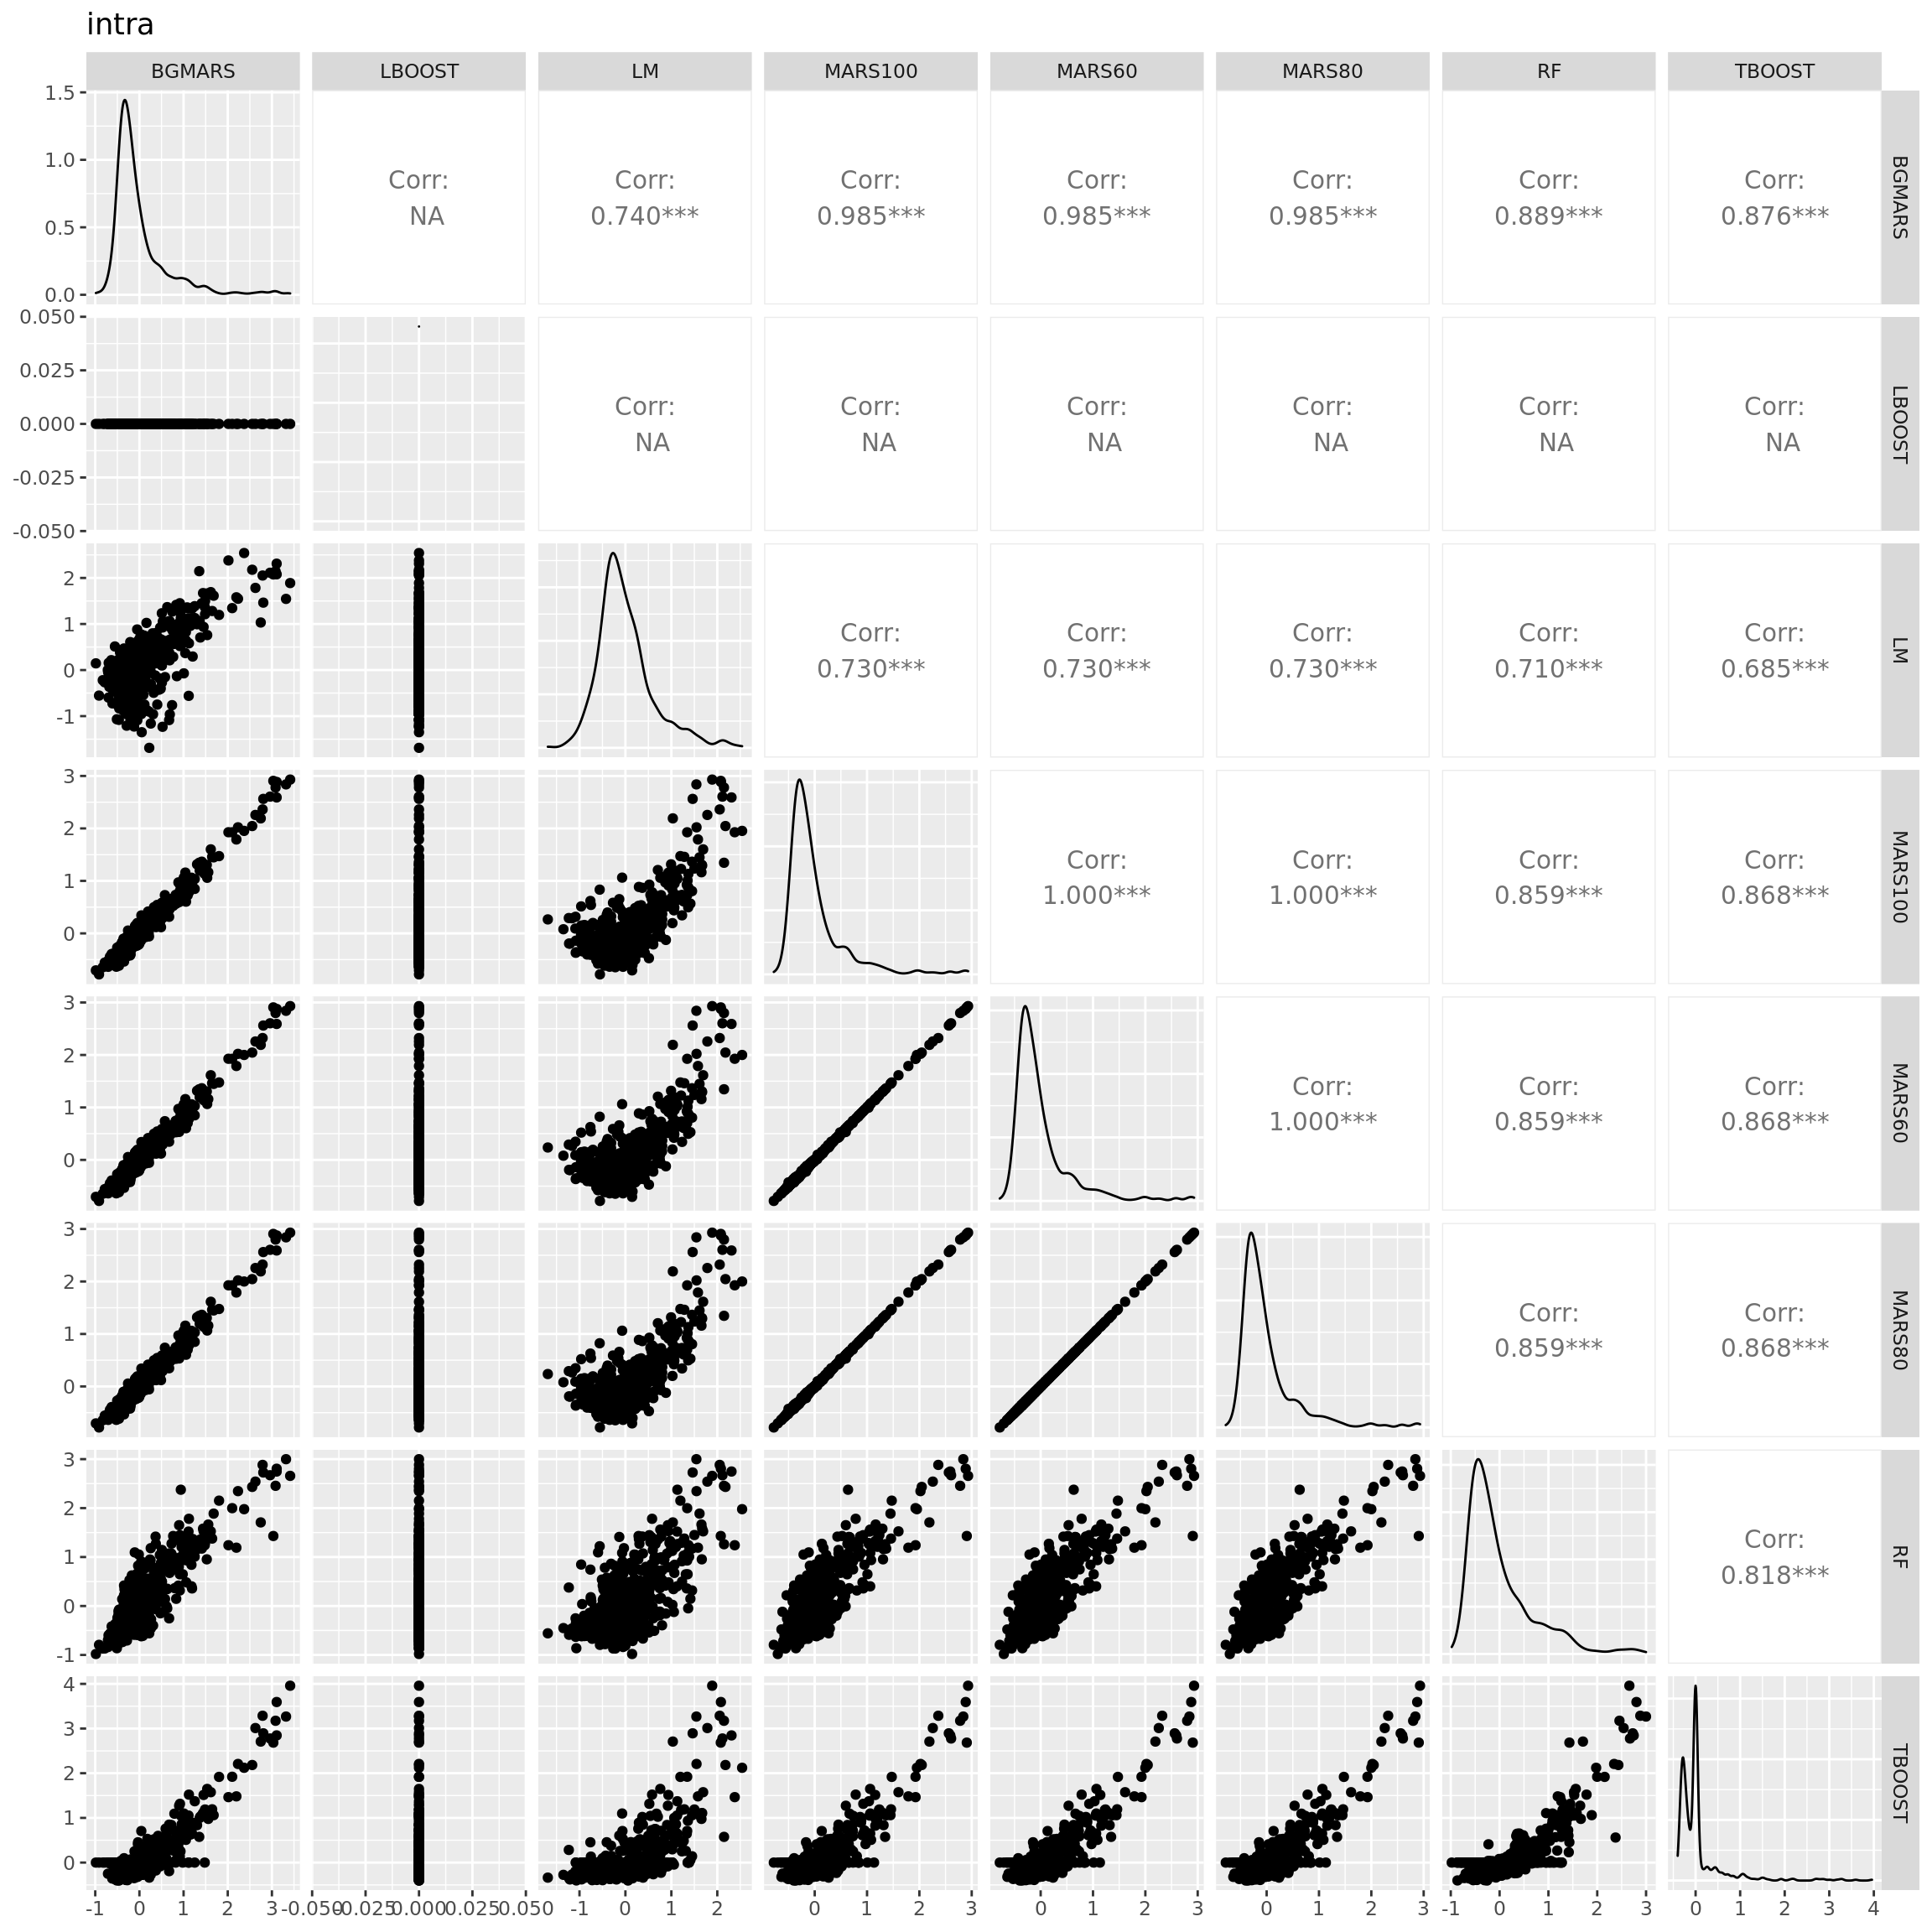 intra
BGMARS LBOOST LM MARS100 MARS60 MARS80 RF TBOOST
1.5
1.0
0.5
0.0
Corr:
NA
Corr:
0.740***
Corr:
0.985***
Corr:
0.985***
Corr:
0.985***
Corr:
0.889***
Corr:
0.876***
BGMARS
0.050
0.025
0.000
-0.025
-0.050
Corr:
NA
Corr:
NA
Corr:
NA
Corr:
NA
Corr:
NA
Corr:
NA
LBOOST
2
1
0
-1
Corr:
0.730***
Corr:
0.730***
Corr:
0.730***
Corr:
0.710***
Corr:
0.685***
LM
3
2
1
0
Corr:
1.000***
Corr:
1.000***
Corr:
0.859***
Corr:
0.868***
MARS100
3
2
1
0
Corr:
1.000***
Corr:
0.859***
Corr:
0.868***
MARS60
3
2
1
0
Corr:
0.859***
Corr:
0.868***
MARS80
3
2
1
0
-1
Corr:
0.818***
RF
4
3
2
1
0
TBOOST
-1 0 1 2 3 -0.050 -0.025 0.000 0.025 0.050 -1 0 1 2 0 1 2 3 0 1 2 3 0 1 2 3 -1 0 1 2 3 0 1 2 3 4